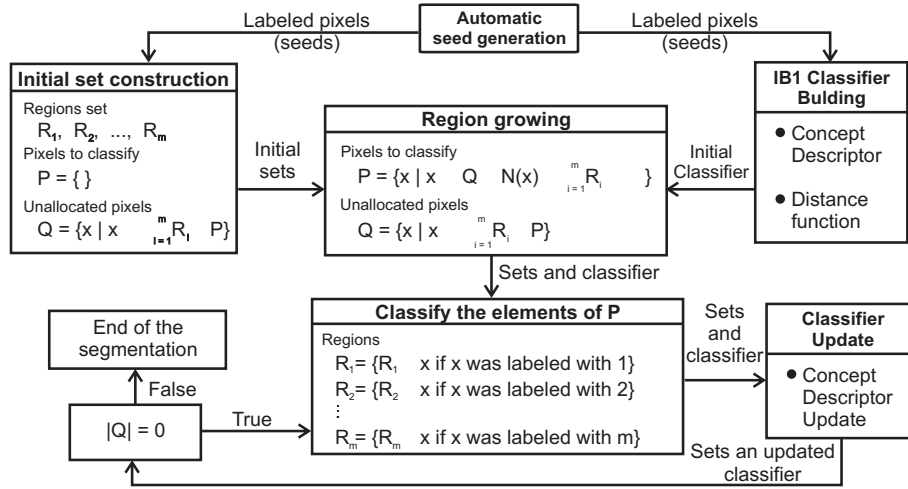 Labeled pixels
(seeds)
Automatic
seed generation
Labeled pixels
(seeds)
Initial set construction
Regions set
R1, R2, ..., Rm
Pixels to classify
P = { }
Unallocated pixels
Q = {x | x m i = 1 R I P}
Initial
sets
Region growing
Pixels to classify
P = {x | x Q N(x) m i = 1 R i }
Unallocated pixels
Q = {x | x m i = 1 R i P}
Initial
Classifier
IB1 Classifier
Bulding
● Concept
Descriptor
● Distance
function
Sets and classifier
Classify the elements of P
Regions
R1= {R1 x if x was labeled with 1}
R2= {R2 x if x was labeled with 2}
⋮
Rm= {Rm x if x was labeled with m}
Sets
and
classifier
Classifier
Update
● Concept
Descriptor
Update
Sets an updated
classifier
End of the
segmentation
False
|Q| = 0
True